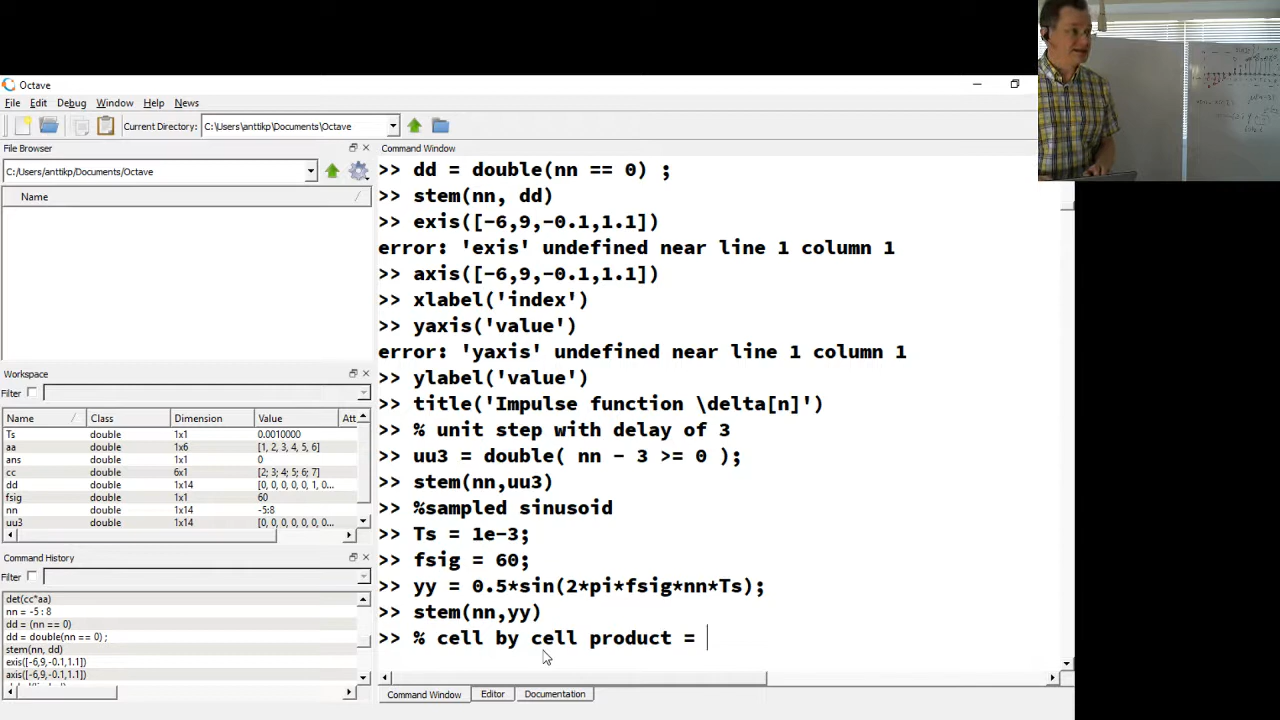 Octave
File Edit Debug Window Help News
Current Directory: C:\Users\anttikp\Documents\Octave
File Browser
C:/Users/anttikp/Documents/Octave
Name
Workspace
Filter
Name Class Dimension Value Att
Ts double 1x1 0.0010000
aa double 1x6 [1, 2, 3, 4, 5, 6]
ans double 1x1 0
cc double 6x1 [2; 3; 4; 5; 6; 7]
dd double 1x14 [0, 0, 0, 0, 0, 1, 0...
fsig double 1x1 60
nn double 1x14 -5:8
uu3 double 1x14 [0, 0, 0, 0, 0, 0, 0...
Command History
Filter
det(cc*aa)
nn = -5 : 8
dd = (nn == 0)
dd = double(nn == 0) ;
stem(nn, dd)
exis([-6,9,-0.1,1.1])
axis([-6,9,-0.1,1.1])
Command Window
>> dd = double(nn == 0) ;
>> stem(nn, dd)
>> exis([-6,9,-0.1,1.1])
error: 'exis' undefined near line 1 column 1
>> axis([-6,9,-0.1,1.1])
>> xlabel('index')
>> yaxis('value')
error: 'yaxis' undefined near line 1 column 1
>> ylabel('value')
>> title('Impulse function \delta[n]')
>> % unit step with delay of 3
>> uu3 = double( nn - 3 >= 0 );
>> stem(nn,uu3)
>> %sampled sinusoid
>> Ts = 1e-3;
>> fsig = 60;
>> yy = 0.5*sin(2*pi*fsig*nn*Ts);
>> stem(nn,yy)
>> % cell by cell product =
Command Window Editor Documentation